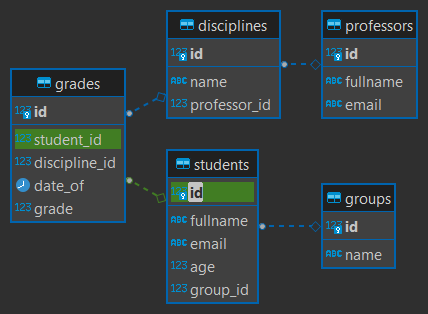 disciplines
123 id
ABC name
123 professor_id
professors
123 id
ABC fullname
ABC email
grades
123 id
123 student_id
123 discipline_id
date_of
123 grade
students
123 id
ABC fullname
ABC email
123 age
123 group_id
groups
123 id
ABC name